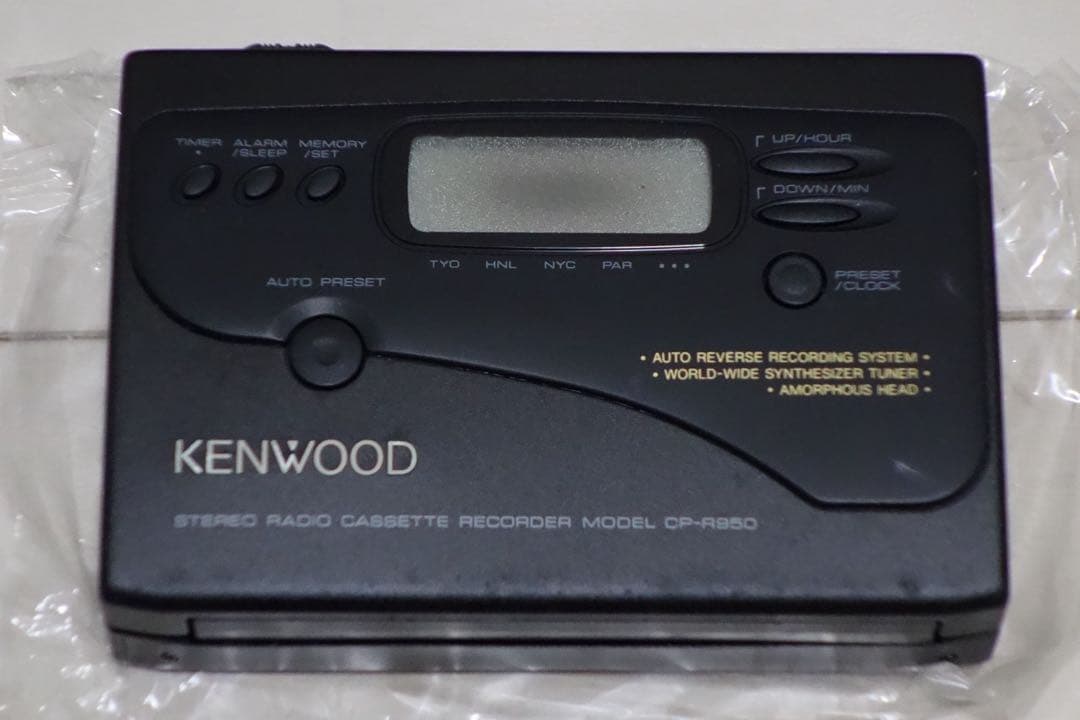 TIMER
ALARM
/SLEEP
MEMORY
/SET
UP/HOUR
DOWN/MIN
TYO HNL NYC PAR •••
PRESET
/CLOCK
AUTO PRESET
• AUTO REVERSE RECORDING SYSTEM •
• WORLD-WIDE SYNTHESIZER TUNER •
• AMORPHOUS HEAD •
KENWOOD
STEREO RADIO CASSETTE RECORDER MODEL CP-R950